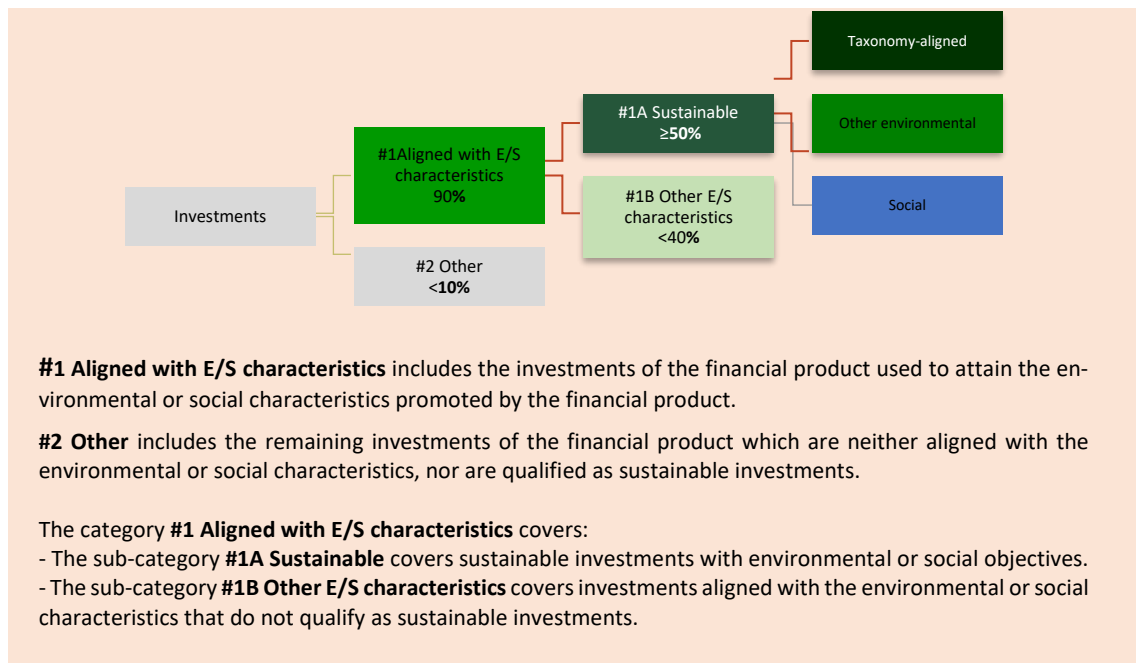 Taxonomy-aligned
#1A Sustainable
≥50%
Other environmental
#1Aligned with E/S
characteristics
90%
#1B Other E/S
characteristics
<40%
Investments
Social
#2 Other
<10%
#1 Aligned with E/S characteristics includes the investments of the financial product used to attain the en-
vironmental or social characteristics promoted by the financial product.
#2 Other includes the remaining investments of the financial product which are neither aligned with the
environmental or social characteristics, nor are qualified as sustainable investments.
The category #1 Aligned with E/S characteristics covers:
- The sub-category #1A Sustainable covers sustainable investments with environmental or social objectives.
- The sub-category #1B Other E/S characteristics covers investments aligned with the environmental or social
characteristics that do not qualify as sustainable investments.